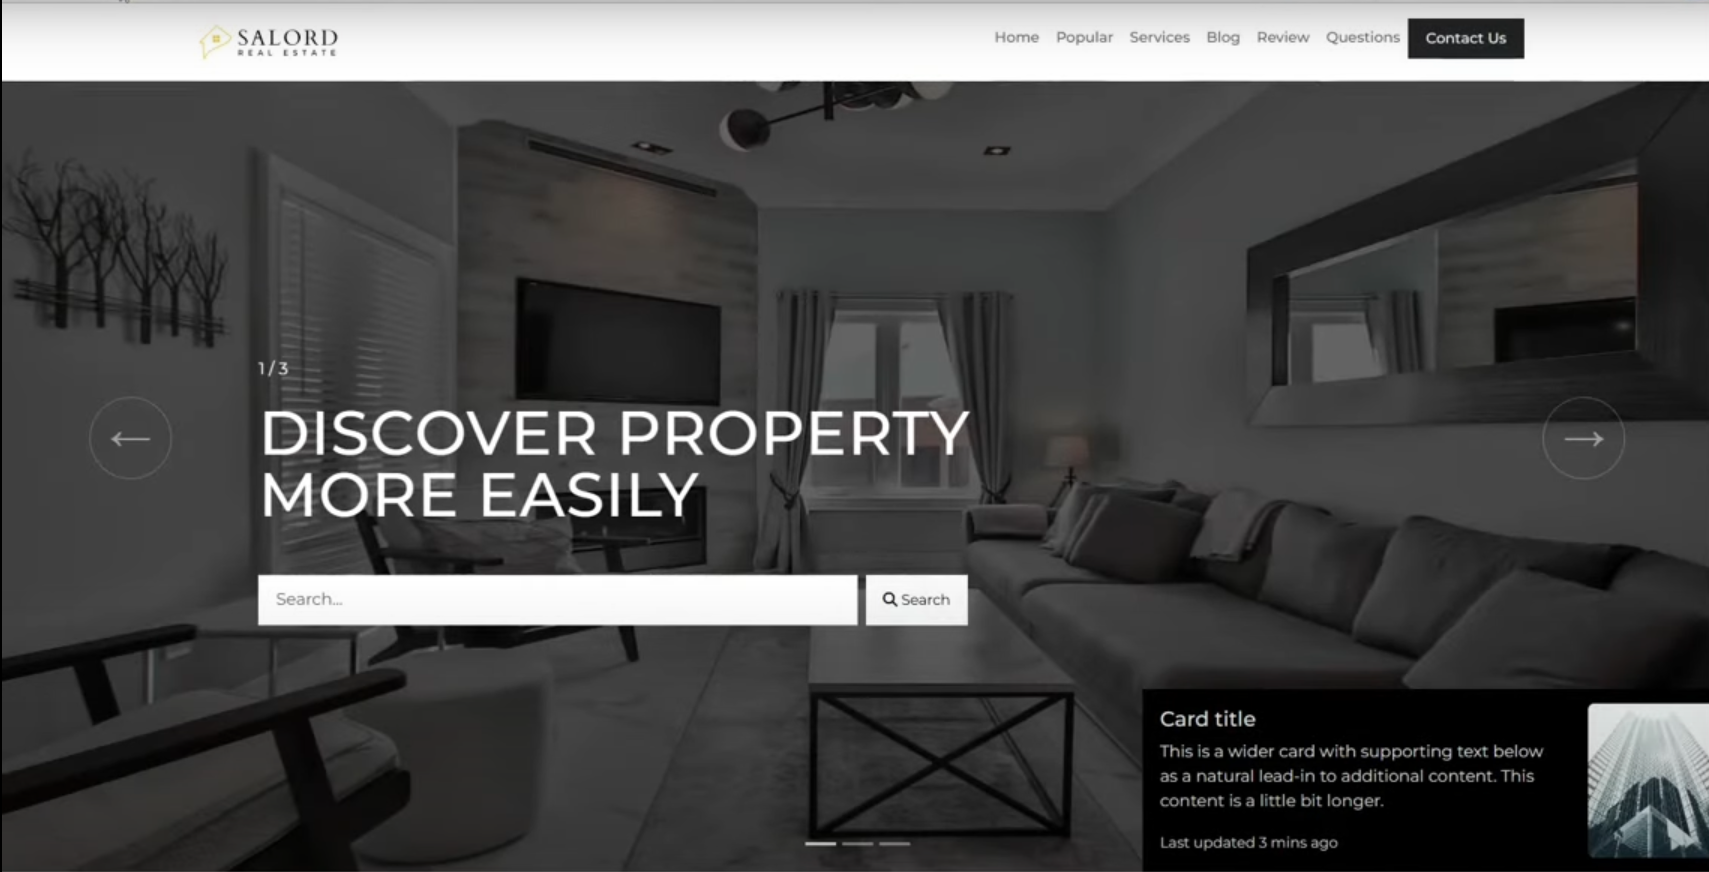 SALORD
REAL ESTATE
Home Popular Services Blog Review Questions Contact Us
1 / 3
DISCOVER PROPERTY
MORE EASILY
Search... Search
Card title
This is a wider card with supporting text below
as a natural lead-in to additional content. This
content is a little bit longer.
Last updated 3 mins ago